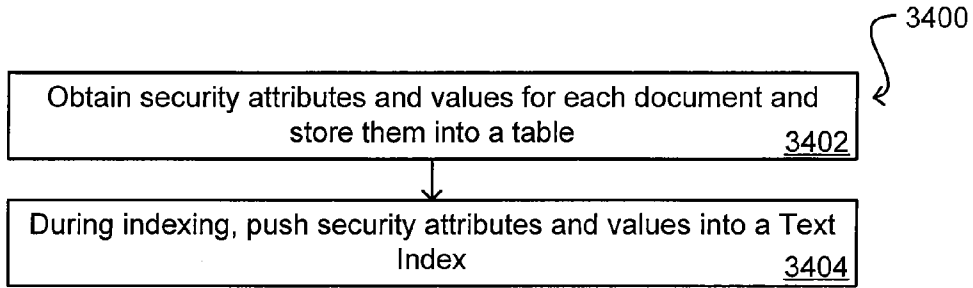 3400
Obtain security attributes and values for each document and
store them into a table
3402
During indexing, push security attributes and values into a Text
Index
3404